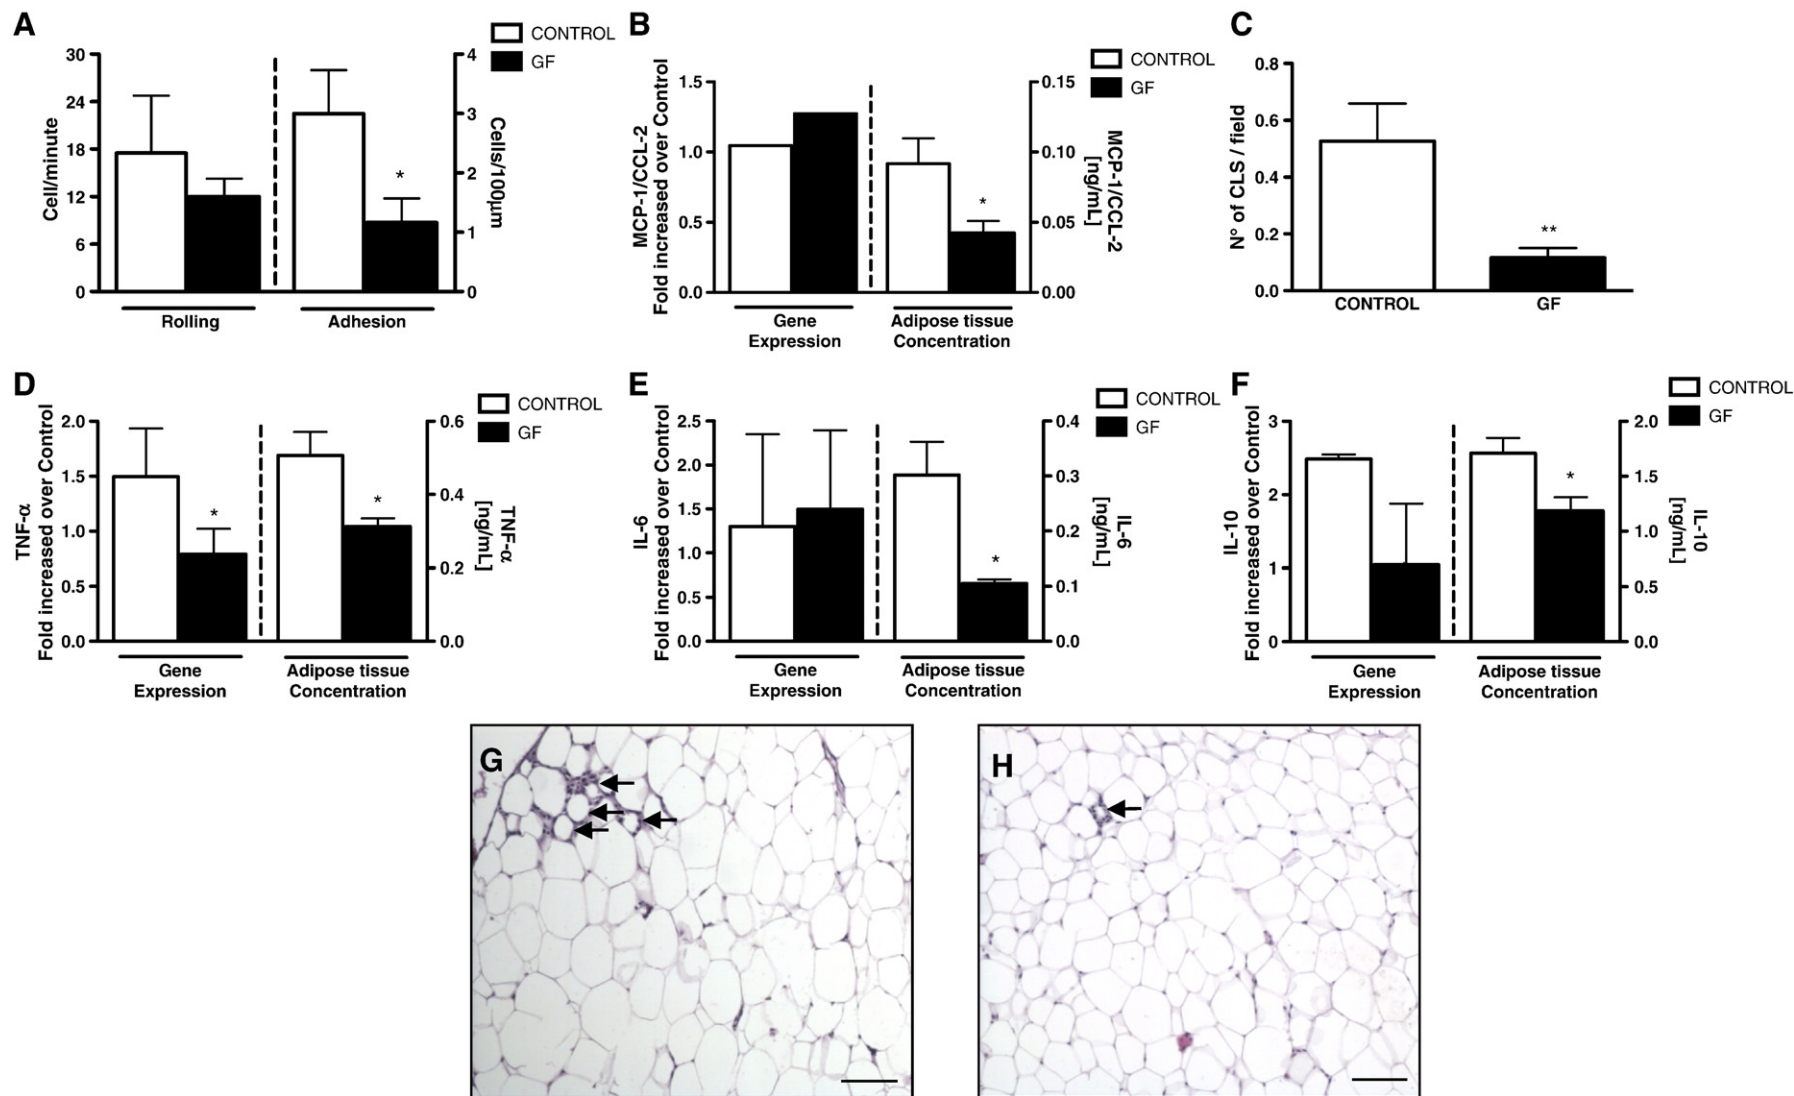 A
CONTROL
GF
30
24
18
12
6
0
Cell/minute
4
3
2
1
0
Cells/100µm
*
Rolling
Adhesion
B
CONTROL
GF
MCP-1/CCL-2
Fold increased over Control
1.5
1.0
0.5
0.0
0.15
0.10
0.05
0.00
MCP-1/CCL-2
[ng/mL]
*
Gene
Expression
Adipose tissue
Concentration
C
N° of CLS / field
0.8
0.6
0.4
0.2
0.0
**
CONTROL
GF
D
CONTROL
GF
TNF-α
Fold increased over Control
2.0
1.5
1.0
0.5
0.0
0.6
0.4
0.2
0.0
TNF-α
[ng/mL]
*
*
Gene
Expression
Adipose tissue
Concentration
E
CONTROL
GF
IL-6
Fold increased over Control
2.5
2.0
1.5
1.0
0.5
0.0
0.4
0.3
0.2
0.1
0.0
IL-6
[ng/mL]
*
Gene
Expression
Adipose tissue
Concentration
F
CONTROL
GF
IL-10
Fold increased over Control
3
2
1
0
2.0
1.5
1.0
0.5
0.0
IL-10
[ng/mL]
*
Gene
Expression
Adipose tissue
Concentration
G
H